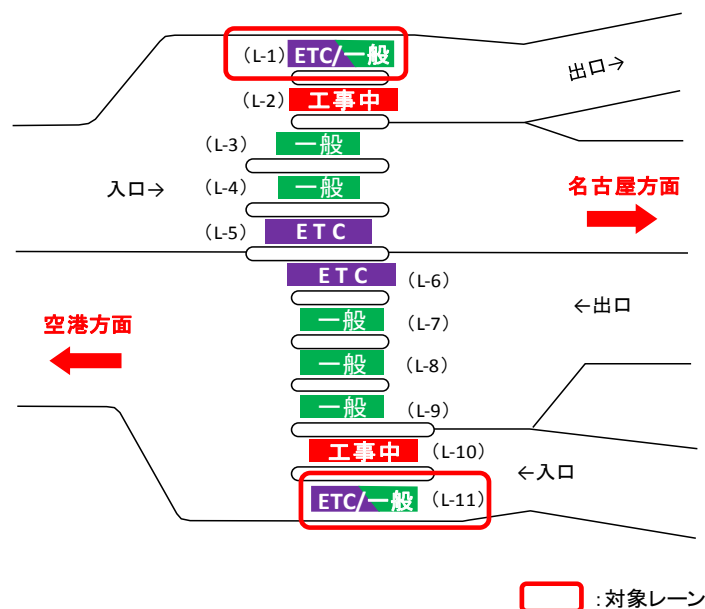 (L-1) ETC/一般
出口→
(L-2) 工事中
(L-3) 一般
入口→
(L-4) 一般
名古屋方面
(L-5) ETC
ETC (L-6)
←出口
空港方面
一般 (L-7)
一般 (L-8)
一般 (L-9)
工事中 (L-10)
←入口
ETC/一般 (L-11)
:対象レーン